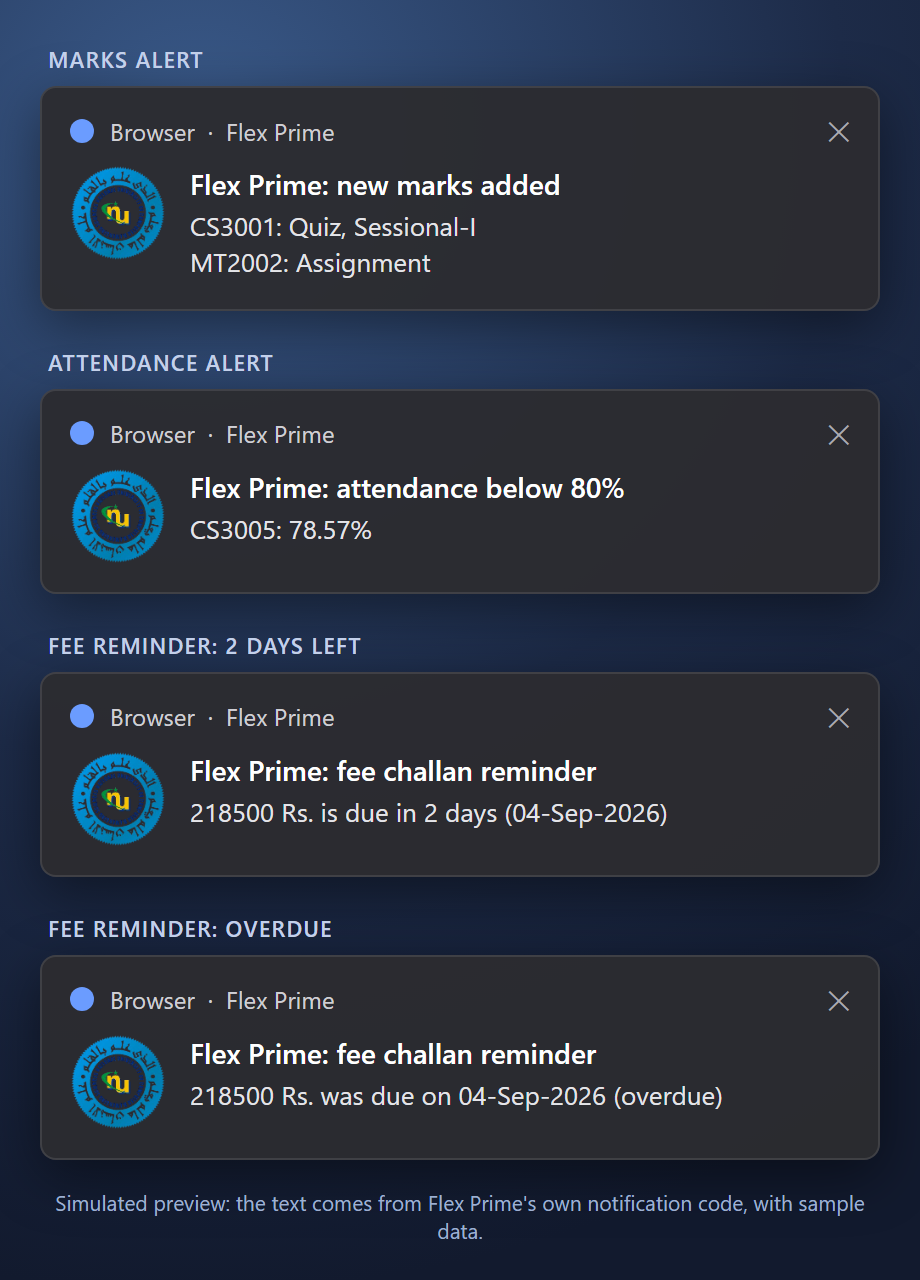 MARKS ALERT
Browser · Flex Prime
Flex Prime: new marks added
CS3001: Quiz, Sessional-I
MT2002: Assignment
ATTENDANCE ALERT
Browser · Flex Prime
Flex Prime: attendance below 80%
CS3005: 78.57%
FEE REMINDER: 2 DAYS LEFT
Browser · Flex Prime
Flex Prime: fee challan reminder
218500 Rs. is due in 2 days (04-Sep-2026)
FEE REMINDER: OVERDUE
Browser · Flex Prime
Flex Prime: fee challan reminder
218500 Rs. was due on 04-Sep-2026 (overdue)
Simulated preview: the text comes from Flex Prime's own notification code, with sample
data.